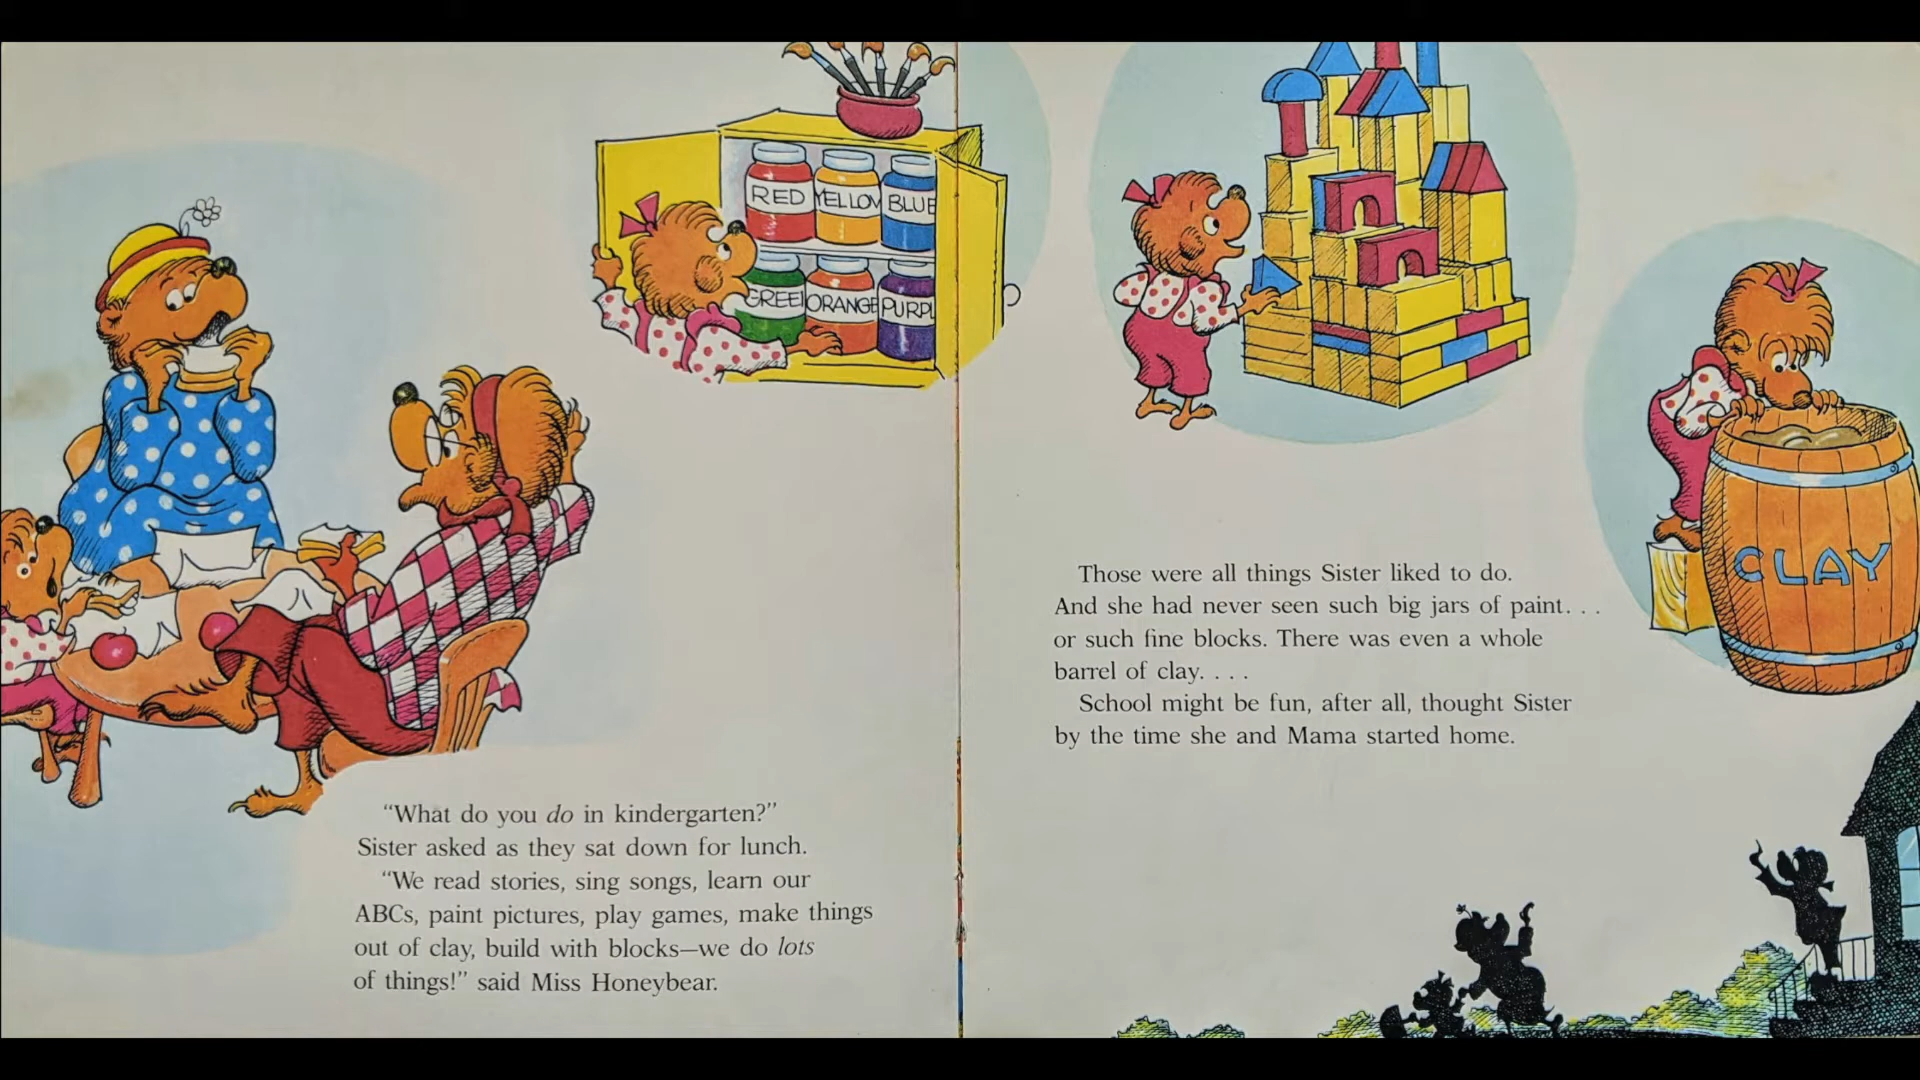 RED
YELLOW
BLUE
GREEN
ORANGE
PURPL
"What do you do in kindergarten?"
Sister asked as they sat down for lunch.
"We read stories, sing songs, learn our
ABCs, paint pictures, play games, make things
out of clay, build with blocks—we do lots
of things!" said Miss Honeybear.
Those were all things Sister liked to do.
And she had never seen such big jars of paint. . .
or such fine blocks. There was even a whole
barrel of clay. . . .
School might be fun, after all, thought Sister
by the time she and Mama started home.
CLAY